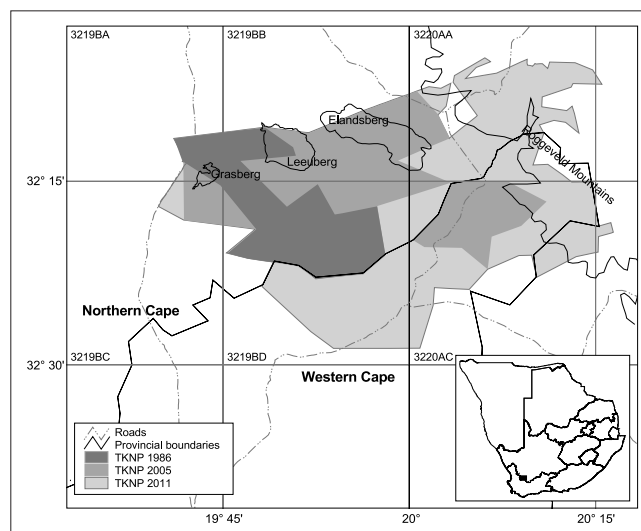 3219BA
3219BB
3220AA
Elandsberg
Roggeveld Mountains
Leeuberg
Grasberg
32° 15'
Northern Cape
32° 30'
3219BC
3219BD
3220AC
Western Cape
Roads
Provincial boundaries
TKNP 1986
TKNP 2005
TKNP 2011
19° 45'
20°
20° 15'